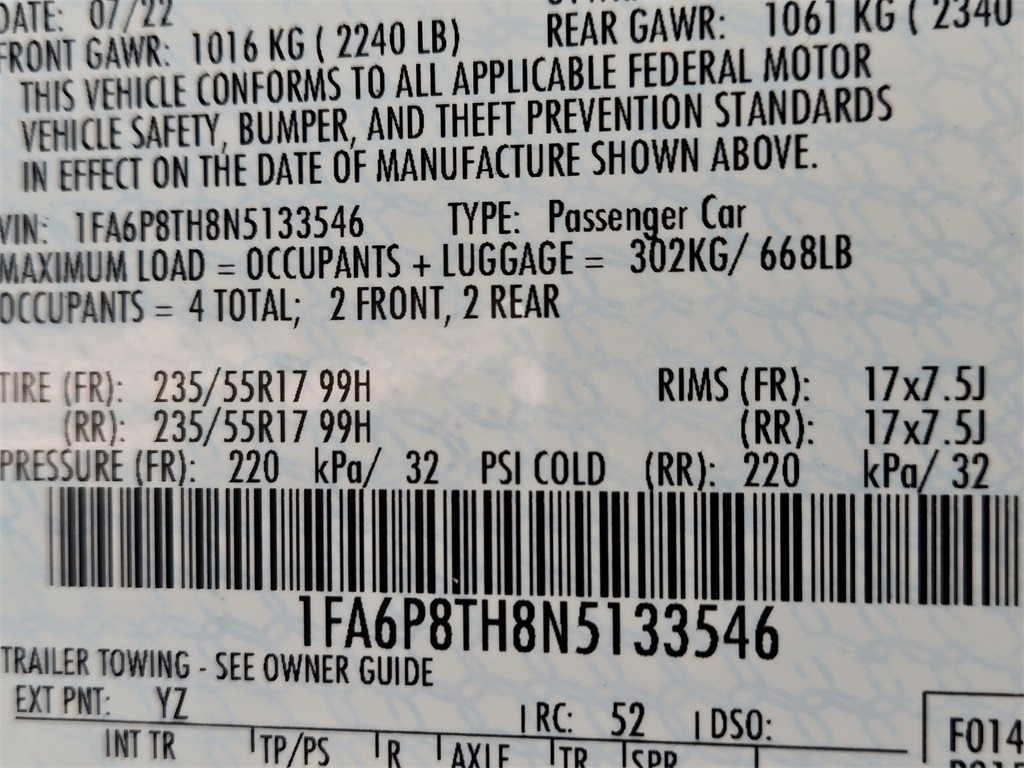 DATE: 07/22
FRONT GAWR: 1016 KG ( 2240 LB) REAR GAWR: 1061 KG ( 2340
THIS VEHICLE CONFORMS TO ALL APPLICABLE FEDERAL MOTOR
VEHICLE SAFETY, BUMPER, AND THEFT PREVENTION STANDARDS
IN EFFECT ON THE DATE OF MANUFACTURE SHOWN ABOVE.
VIN: 1FA6P8TH8N5133546 TYPE: Passenger Car
MAXIMUM LOAD = OCCUPANTS + LUGGAGE = 302KG/ 668LB
OCCUPANTS = 4 TOTAL; 2 FRONT, 2 REAR
TIRE (FR): 235/55R17 99H RIMS (FR): 17x7.5J
(RR): 235/55R17 99H (RR): 17x7.5J
PRESSURE (FR): 220 kPa/ 32 PSI COLD (RR): 220 kPa/ 32
1FA6P8TH8N5133546
TRAILER TOWING - SEE OWNER GUIDE
EXT PNT: YZ RC: 52 DSO:
INT TR TP/PS R AXLE TR SPR
F014